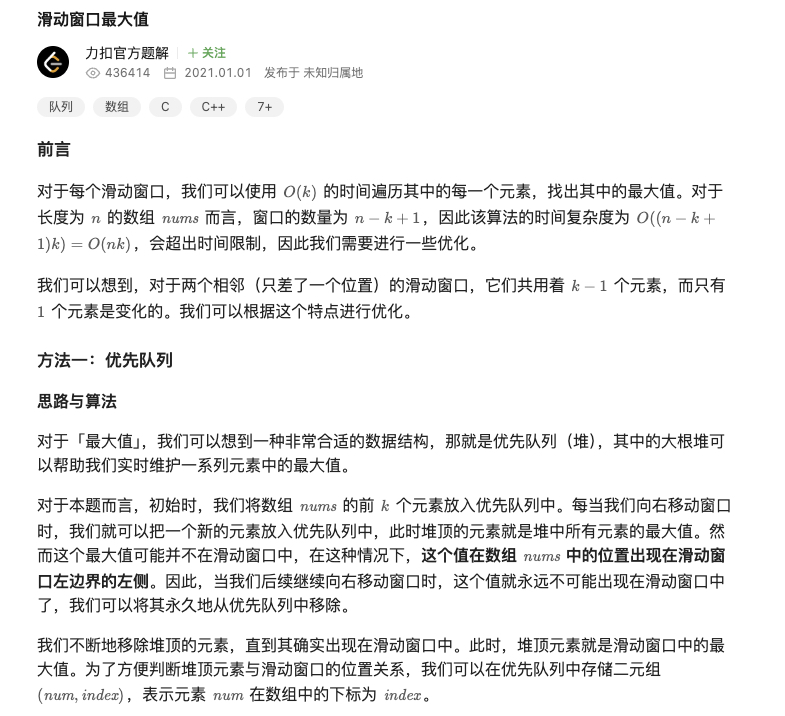 滑动窗口最大值
力扣官方题解
+ 关注
436414
2021.01.01
发布于 未知归属地
队列
数组
C
C++
7+
前言
对于每个滑动窗口，我们可以使用 O(k) 的时间遍历其中的每一个元素，找出其中的最大值。对于
长度为 n 的数组 nums 而言，窗口的数量为 n − k + 1，因此该算法的时间复杂度为 O((n − k +
1)k) = O(nk)，会超出时间限制，因此我们需要进行一些优化。
我们可以想到，对于两个相邻（只差了一个位置）的滑动窗口，它们共用着 k − 1 个元素，而只有
1 个元素是变化的。我们可以根据这个特点进行优化。
方法一：优先队列
思路与算法
对于「最大值」，我们可以想到一种非常合适的数据结构，那就是优先队列（堆），其中的大根堆可
以帮助我们实时维护一系列元素中的最大值。
对于本题而言，初始时，我们将数组 nums 的前 k 个元素放入优先队列中。每当我们向右移动窗口
时，我们就可以把一个新的元素放入优先队列中，此时堆顶的元素就是堆中所有元素的最大值。然
而这个最大值可能并不在滑动窗口中，在这种情况下，这个值在数组 nums 中的位置出现在滑动窗
口左边界的左侧。因此，当我们后续继续向右移动窗口时，这个值就永远不可能出现在滑动窗口中
了，我们可以将其永久地从优先队列中移除。
我们不断地移除堆顶的元素，直到其确实出现在滑动窗口中。此时，堆顶元素就是滑动窗口中的最
大值。为了方便判断堆顶元素与滑动窗口的位置关系，我们可以在优先队列中存储二元组
(num, index)，表示元素 num 在数组中的下标为 index。